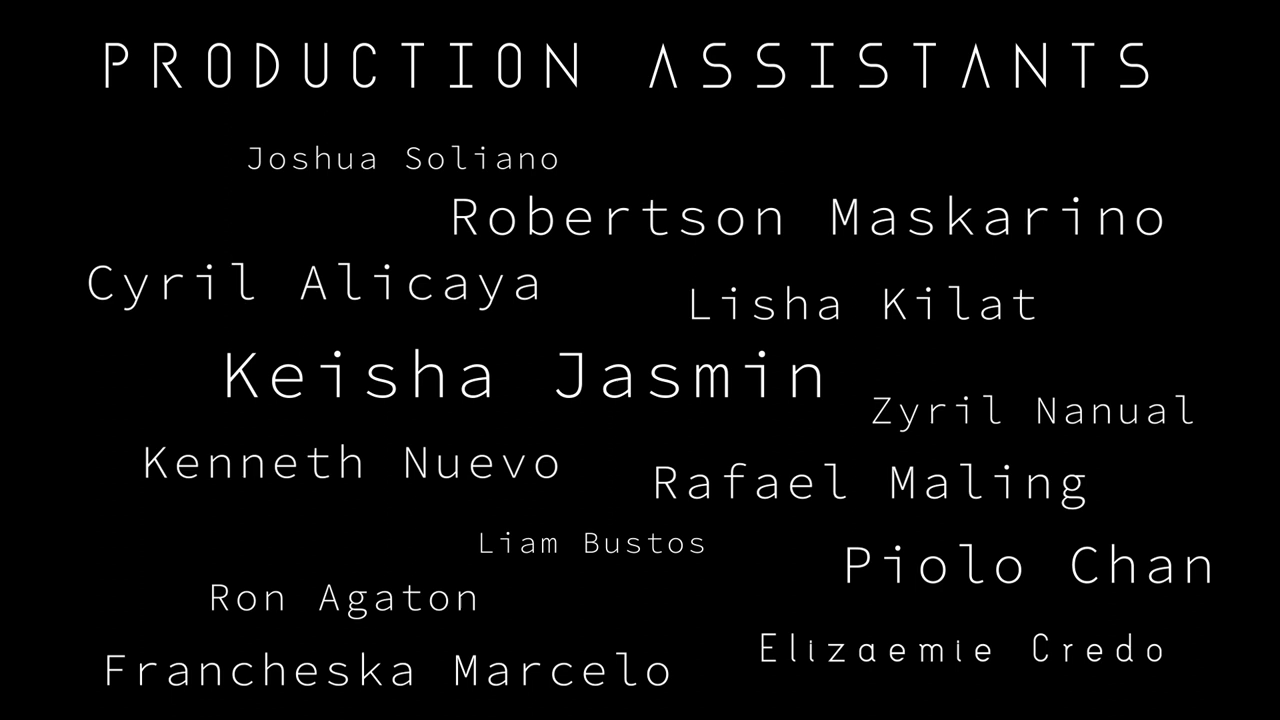 PRODUCTION ASSISTANTS
Joshua Soliano
Robertson Maskarino
Cyril Alicaya
Lisha Kilat
Keisha Jasmin
Zyril Nanual
Kenneth Nuevo
Rafael Maling
Liam Bustos
Piolo Chan
Ron Agaton
Elizaemie Credo
Francheska Marcelo